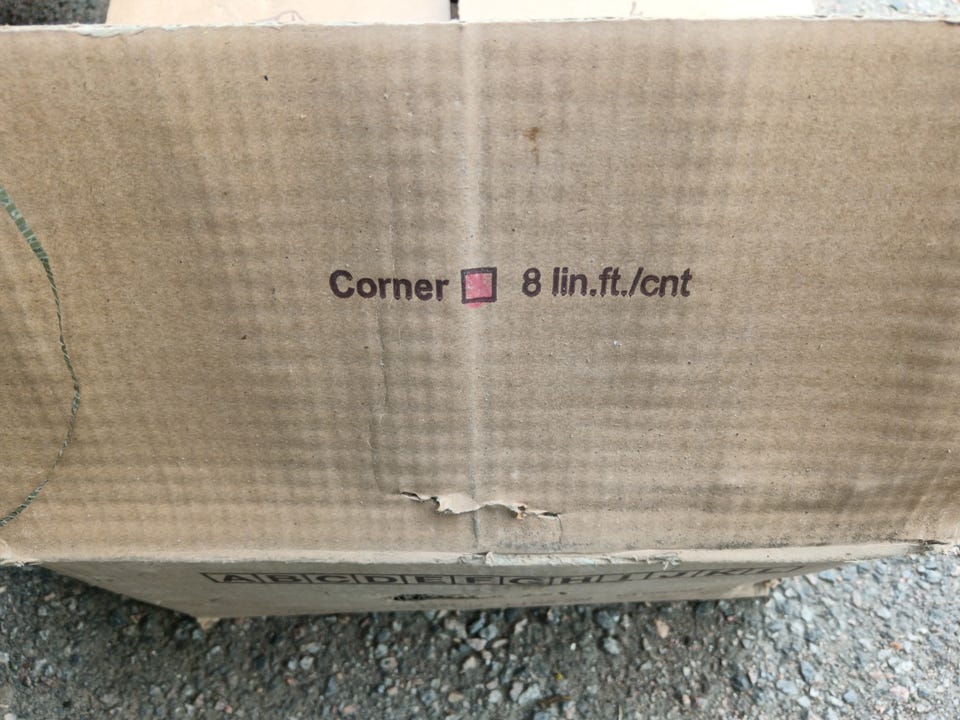 Corner 8 lin.ft./cnt
A B C D E F G H I J K L